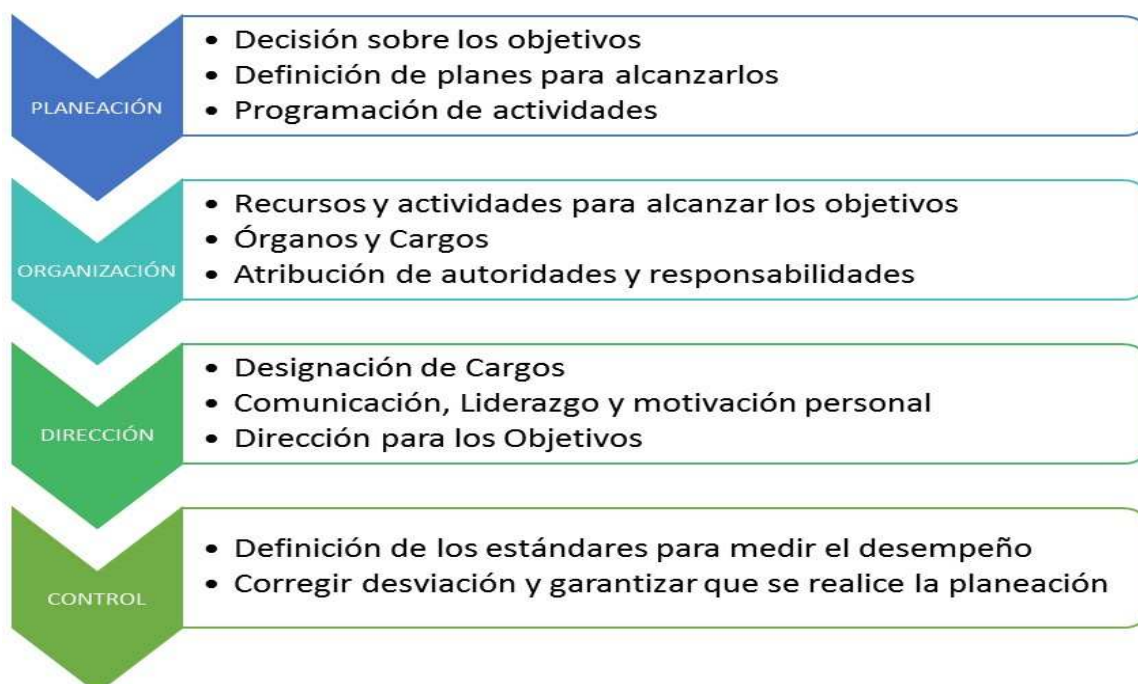 PLANEACIÓN
• Decisión sobre los objetivos
• Definición de planes para alcanzarlos
• Programación de actividades
ORGANIZACIÓN
• Recursos y actividades para alcanzar los objetivos
• Órganos y Cargos
• Atribución de autoridades y responsabilidades
DIRECCIÓN
• Designación de Cargos
• Comunicación, Liderazgo y motivación personal
• Dirección para los Objetivos
CONTROL
• Definición de los estándares para medir el desempeño
• Corregir desviación y garantizar que se realice la planeación